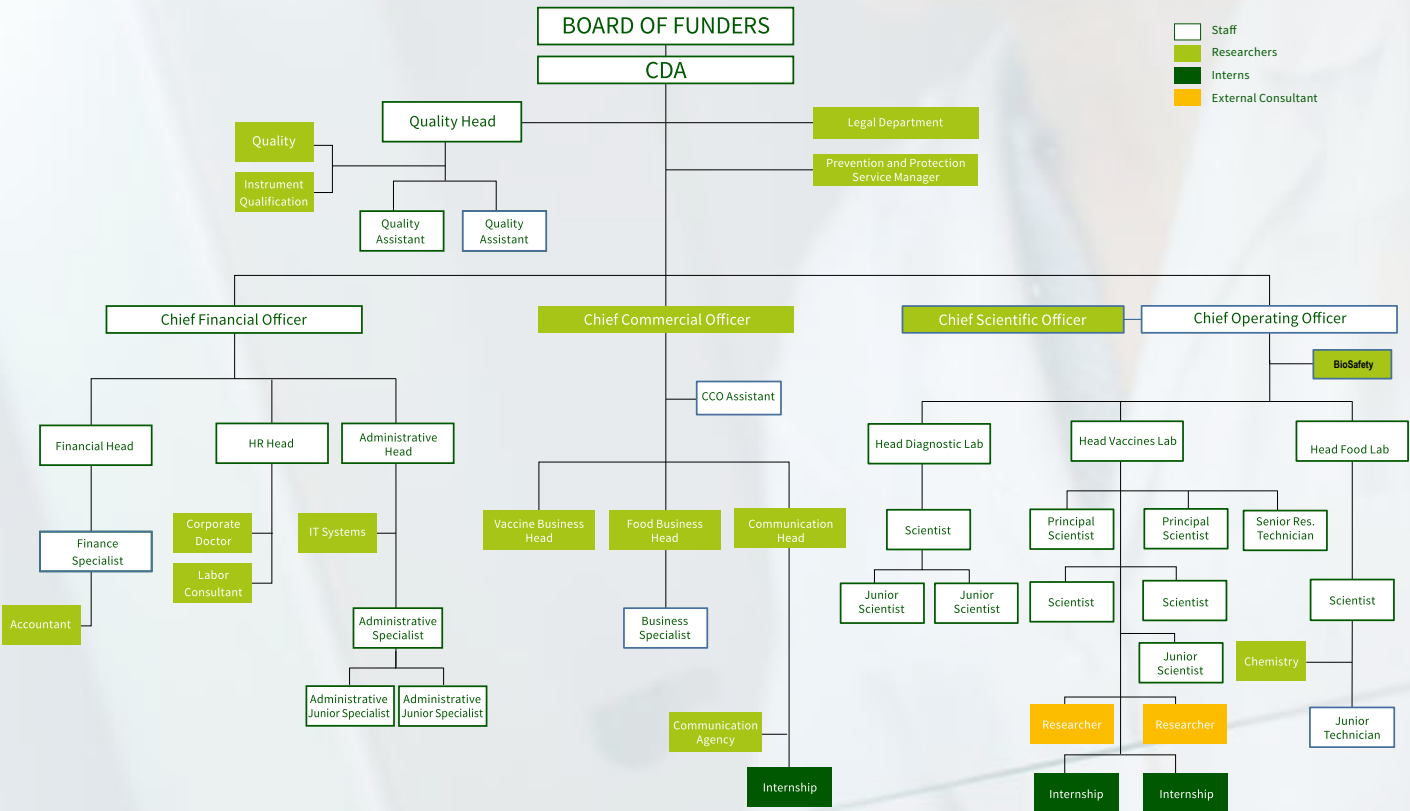 BOARD OF FUNDERS
CDA
Staff
Researchers
Interns
External Consultant
Quality Head
Legal Department
Quality
Prevention and Protection
Service Manager
Instrument
Qualification
Quality
Assistant
Quality
Assistant
Chief Financial Officer
Chief Commercial Officer
Chief Scientific Officer
Chief Operating Officer
BioSafety
CCO Assistant
Financial Head
HR Head
Administrative
Head
Head Diagnostic Lab
Head Vaccines Lab
Head Food Lab
Corporate
Doctor
IT Systems
Vaccine Business
Head
Food Business
Head
Communication
Head
Scientist
Principal
Scientist
Principal
Scientist
Senior Res.
Technician
Finance
Specialist
Labor
Consultant
Junior
Scientist
Junior
Scientist
Scientist
Scientist
Scientist
Accountant
Administrative
Specialist
Business
Specialist
Junior
Scientist
Chemistry
Administrative
Junior Specialist
Administrative
Junior Specialist
Communication
Agency
Researcher
Researcher
Junior
Technician
Internship
Internship
Internship